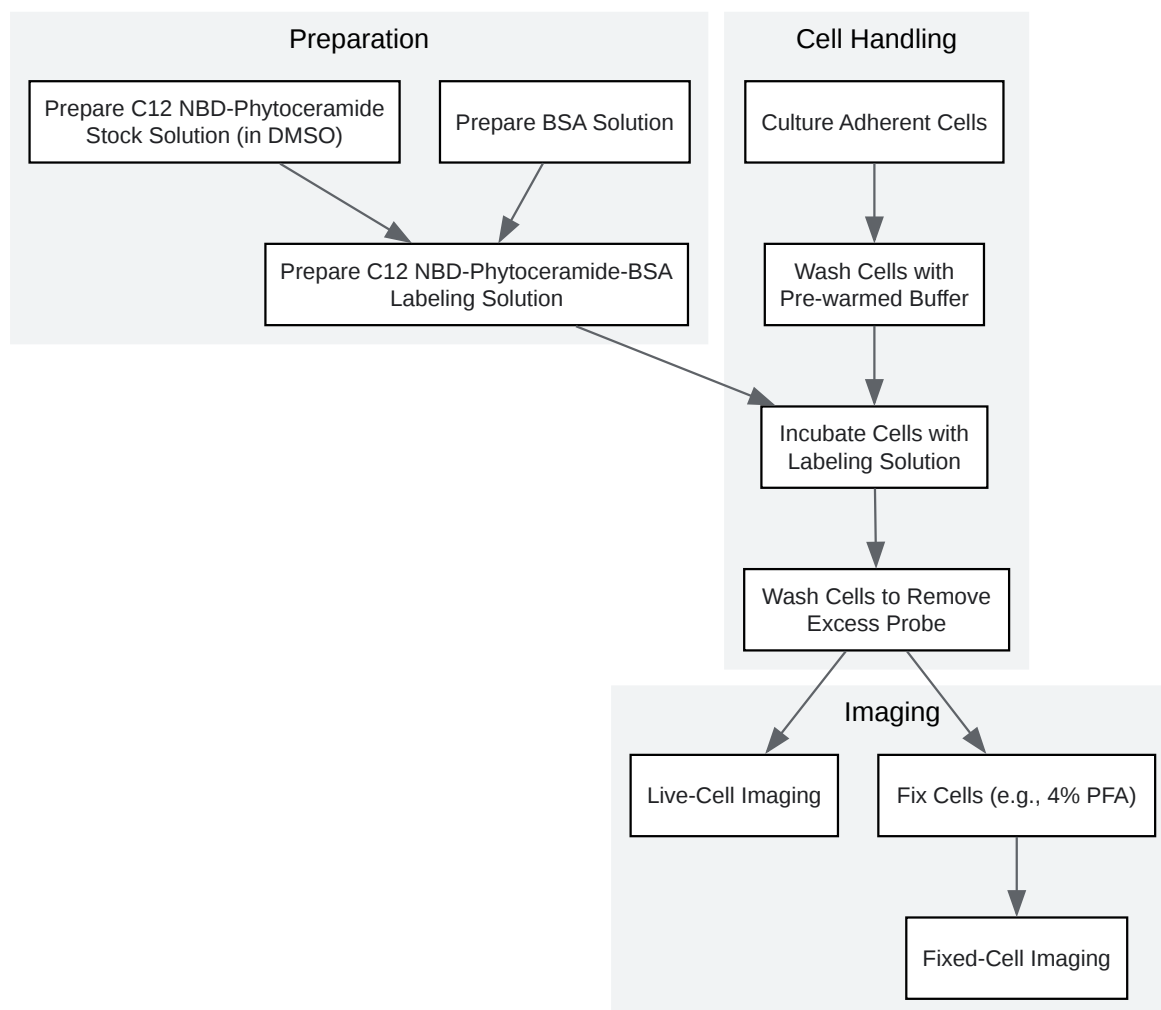 Preparation
Prepare C12 NBD-Phytoceramide
Stock Solution (in DMSO)
Prepare BSA Solution
Prepare C12 NBD-Phytoceramide-BSA
Labeling Solution
Cell Handling
Culture Adherent Cells
Wash Cells with
Pre-warmed Buffer
Incubate Cells with
Labeling Solution
Wash Cells to Remove
Excess Probe
Imaging
Live-Cell Imaging
Fix Cells (e.g., 4% PFA)
Fixed-Cell Imaging